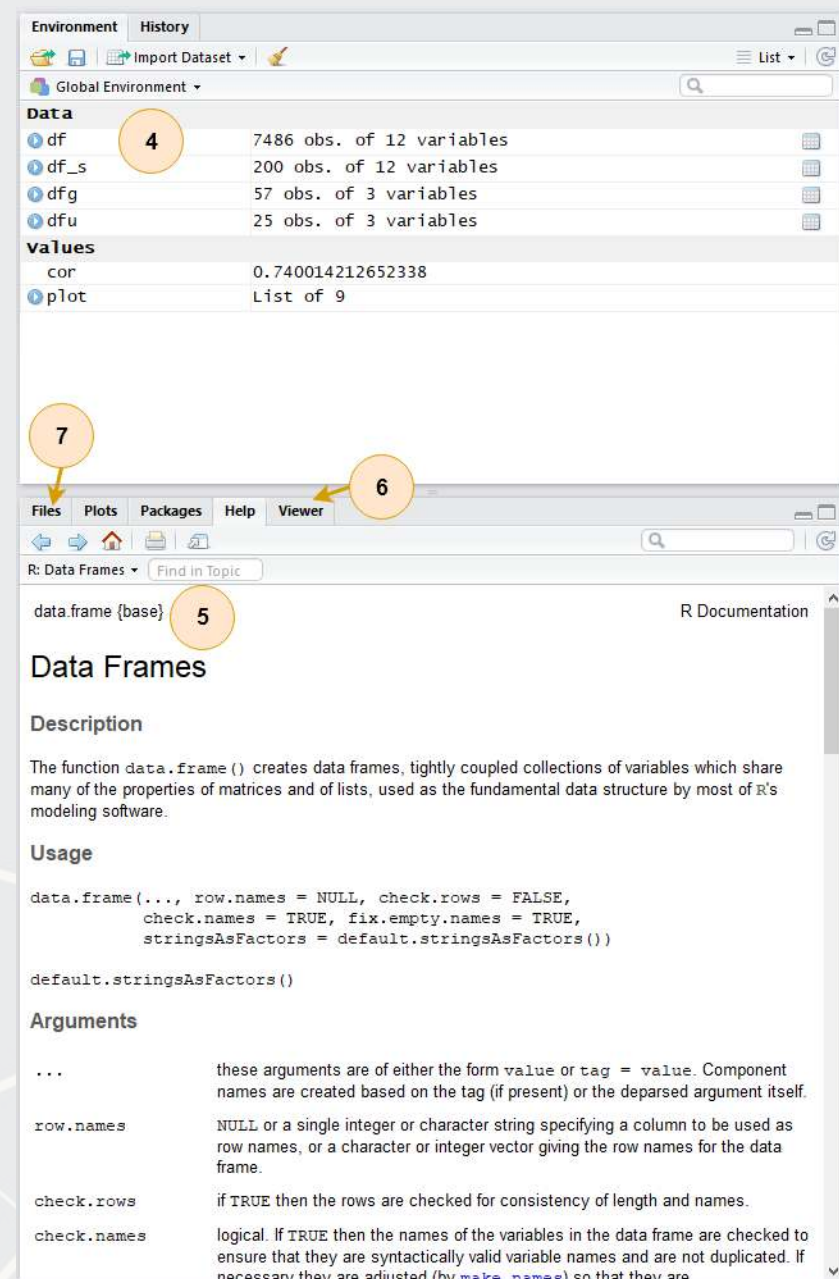 Environment History
Import Dataset List
Global Environment
Data
df 4 7486 obs. of 12 variables
df_s 200 obs. of 12 variables
dfg 57 obs. of 3 variables
dfu 25 obs. of 3 variables
Values
cor 0.740014212652338
plot List of 9
7
6
Files Plots Packages Help Viewer
R: Data Frames Find in Topic
data.frame {base} 5 R Documentation
Data Frames
Description
The function data.frame() creates data frames, tightly coupled collections of variables which share
many of the properties of matrices and of lists, used as the fundamental data structure by most of R's
modeling software.
Usage
data.frame(..., row.names = NULL, check.rows = FALSE,
check.names = TRUE, fix.empty.names = TRUE,
stringsAsFactors = default.stringsAsFactors())
default.stringsAsFactors()
Arguments
... these arguments are of either the form value or tag = value. Component
names are created based on the tag (if present) or the deparsed argument itself.
row.names NULL or a single integer or character string specifying a column to be used as
row names, or a character or integer vector giving the row names for the data
frame.
check.rows if TRUE then the rows are checked for consistency of length and names.
check.names logical. If TRUE then the names of the variables in the data frame are checked to
ensure that they are syntactically valid variable names and are not duplicated. If
necessary they are adjusted (by make.names) so that they are